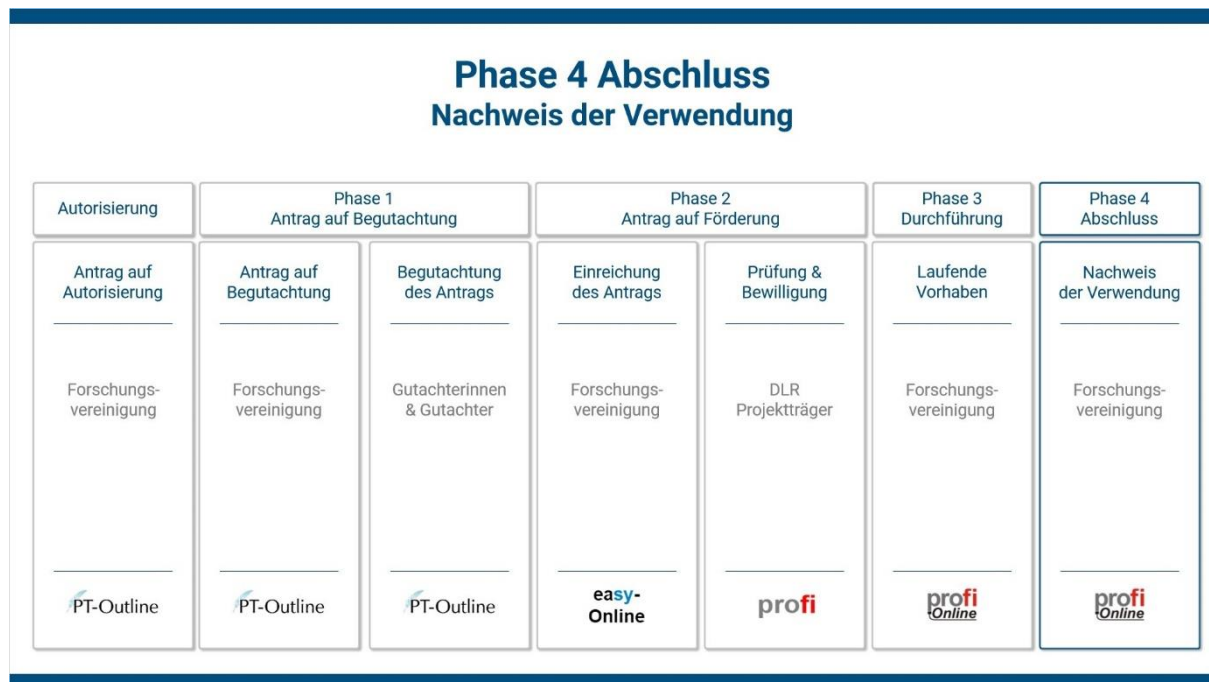 Phase 4 Abschluss
Nachweis der Verwendung
Autorisierung
Phase 1
Antrag auf Begutachtung
Phase 2
Antrag auf Förderung
Phase 3
Durchführung
Phase 4
Abschluss
Antrag auf
Autorisierung
Forschungs-
vereinigung
PT-Outline
Antrag auf
Begutachtung
Forschungs-
vereinigung
PT-Outline
Begutachtung
des Antrags
Gutachterinnen
& Gutachter
PT-Outline
Einreichung
des Antrags
Forschungs-
vereinigung
easy-
Online
Prüfung &
Bewilligung
DLR
Projektträger
profi
Laufende
Vorhaben
Forschungs-
vereinigung
profi
-Online
Nachweis
der Verwendung
Forschungs-
vereinigung
profi
-Online